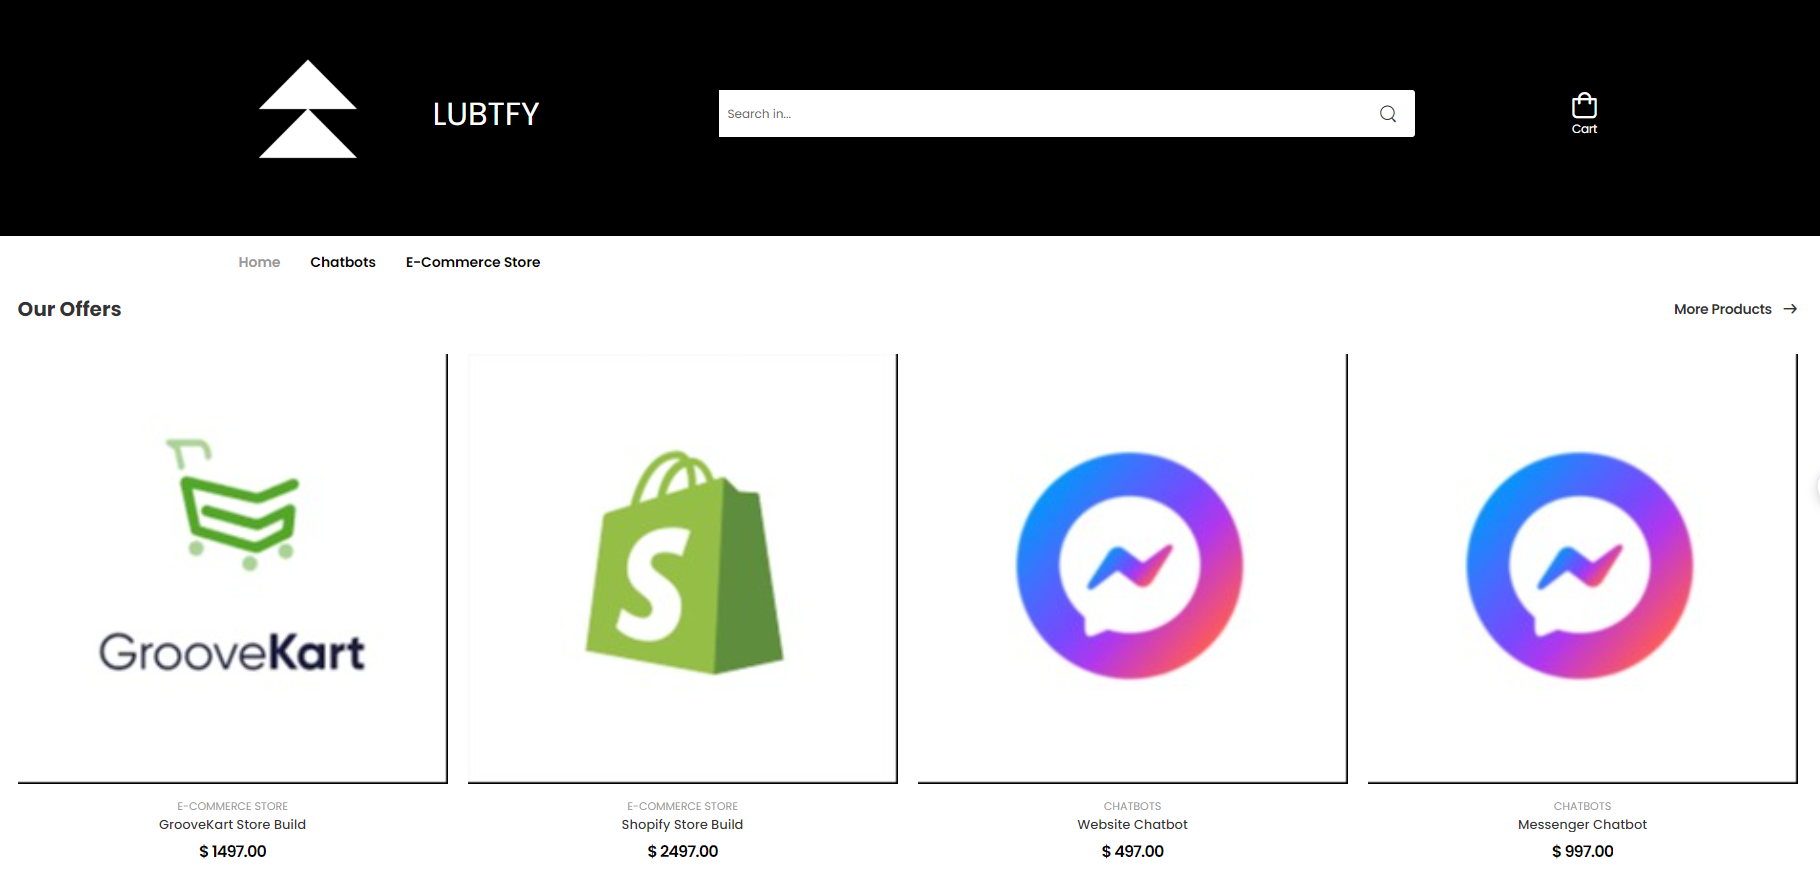 LUBTFY
Search in...
Cart
Home Chatbots E-Commerce Store
Our Offers
More Products
GrooveKart
S
E-COMMERCE STORE
GrooveKart Store Build
$ 1497.00
E-COMMERCE STORE
Shopify Store Build
$ 2497.00
CHATBOTS
Website Chatbot
$ 497.00
CHATBOTS
Messenger Chatbot
$ 997.00